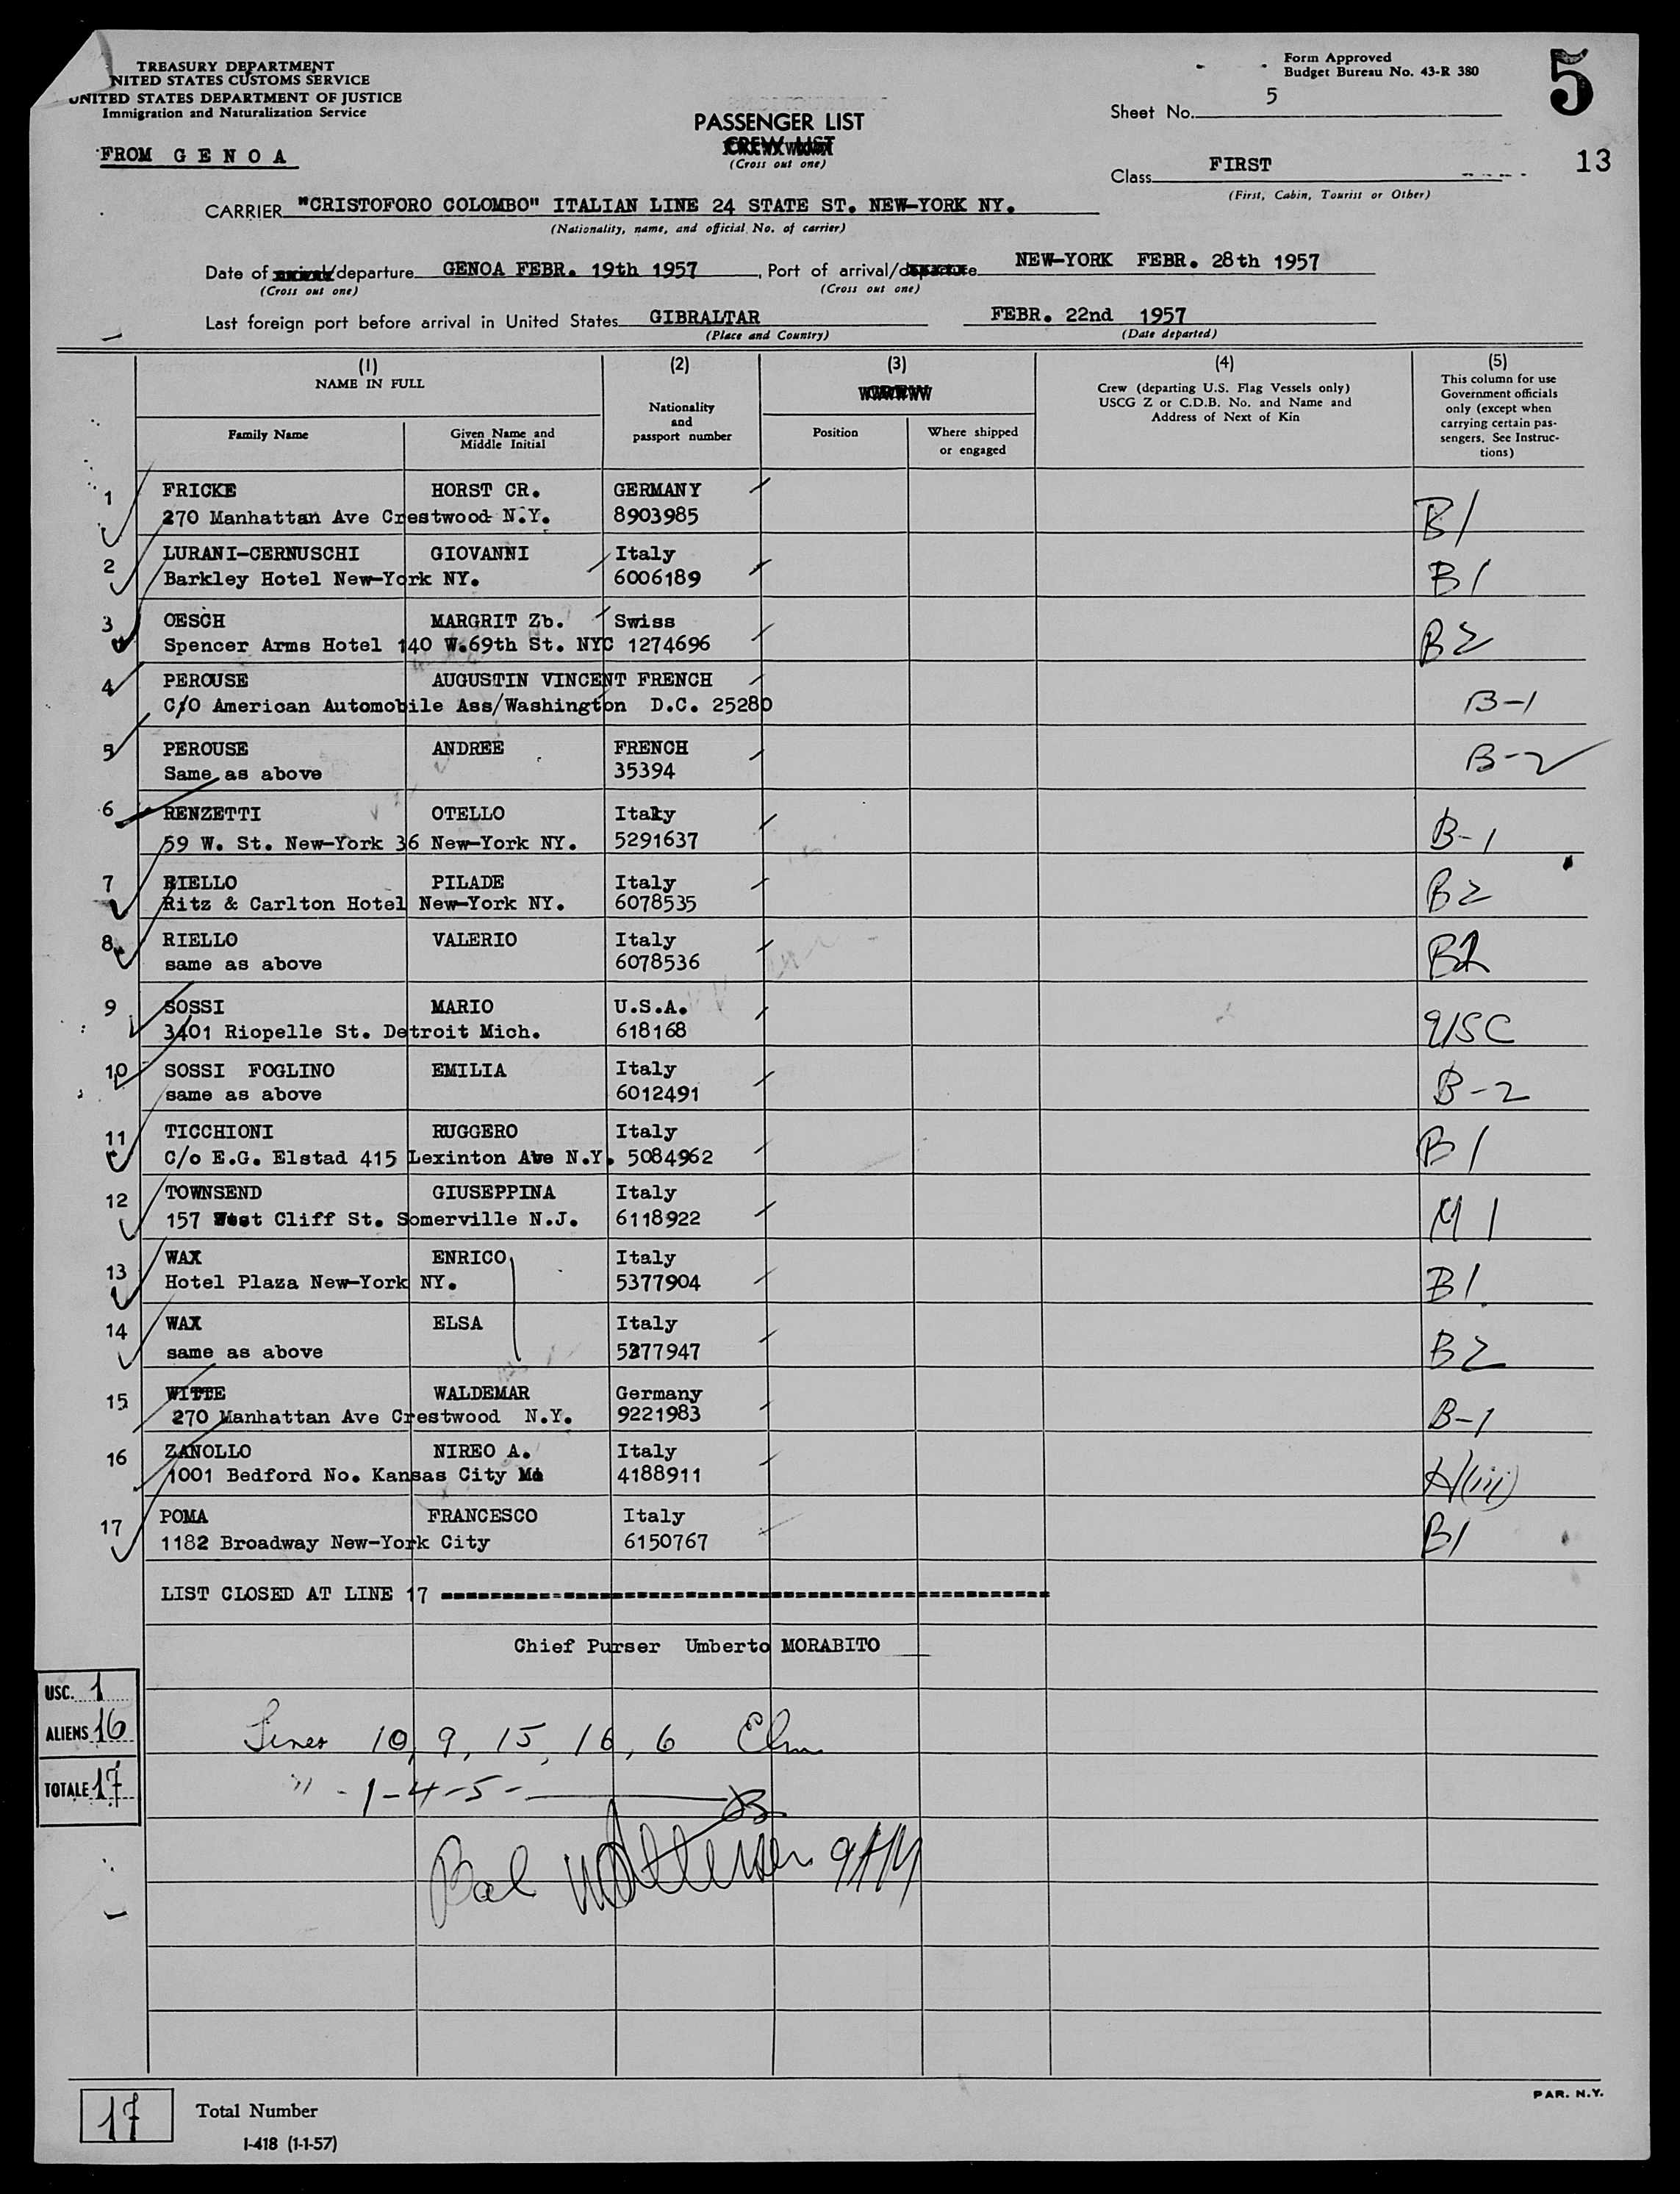 TREASURY DEPARTMENT
NITED STATES CUSTOMS SERVICE
UNITED STATES DEPARTMENT OF JUSTICE
Immigration and Naturalization Service
FROM G E N O A
PASSENGER LIST
CREW LIST
(Cross out one)
Form Approved
Budget Bureau No. 43-R 380
5
Sheet No. 5
13
Class FIRST
(First, Cabin, Tourist or Other)
CARRIER "CRISTOFORO COLOMBO" ITALIAN LINE 24 STATE ST. NEW-YORK NY.
(Nationality, name, and official No. of carrier)
Date of arrival/departure GENOA FEBR. 19th 1957, Port of arrival/departure NEW-YORK FEBR. 28th 1957
(Cross out one) (Cross out one)
Last foreign port before arrival in United States GIBRALTAR FEBR. 22nd 1957
(Place and Country) (Date departed)
(1) NAME IN FULL
Family Name
Given Name and Middle Initial
(2) Nationality and passport number
(3)
Position
Where shipped or engaged
(4) Crew (departing U.S. Flag Vessels only) USCG Z or C.D.B. No. and Name and Address of Next of Kin
(5) This column for use Government officials only (except when carrying certain passengers. See Instructions)
1 FRICKE HORST CR. GERMANY
270 Manhattan Ave Crestwood N.Y. 8903985 B1
2 LURANI-CERNUSCHI GIOVANNI Italy
Barkley Hotel New-York NY. 6006189 B1
3 OESCH MARGRIT Zb. Swiss
Spencer Arms Hotel 140 W.69th St. NYC 1274696 B2
4 PEROUSE AUGUSTIN VINCENT FRENCH
C/O American Automobile Ass/Washington D.C. 25280 B-1
5 PEROUSE ANDREE FRENCH
Same as above 35394 B-2
6 RENZETTI OTELLO Italy
59 W. St. New-York 36 New-York NY. 5291637 B-1
7 RIELLO PILADE Italy
Ritz & Carlton Hotel New-York NY. 6078535 B2
8 RIELLO VALERIO Italy
same as above 6078536 B2
9 SOSSI MARIO U.S.A.
3401 Riopelle St. Detroit Mich. 618168 USC
10 SOSSI FOGLINO EMILIA Italy
same as above 6012491 B-2
11 TICCHIONI RUGGERO Italy
C/o E.G. Elstad 415 Lexinton Ave N.Y. 5084962 B1
12 TOWNSEND GIUSEPPINA Italy
157 West Cliff St. Somerville N.J. 6118922 M1
13 WAX ENRICO Italy
Hotel Plaza New-York NY. 5377904 B1
14 WAX ELSA Italy
same as above 5277947 B2
15 WITTE WALDEMAR Germany
270 Manhattan Ave Crestwood N.Y. 9221983 B-1
16 ZANOLLO NIREO A. Italy
1001 Bedford No. Kansas City 4188911 H(iii)
17 POMA FRANCESCO Italy
1182 Broadway New-York City 6150767 B1
LIST CLOSED AT LINE 17
Chief Purser Umberto MORABITO
USC. 1
ALIENS 16
TOTALE 17
Lines 10, 9, 15, 16, 6
" - 1-4-5-
Bal
17 Total Number
I-418 (1-1-57)
PAR. N.Y.